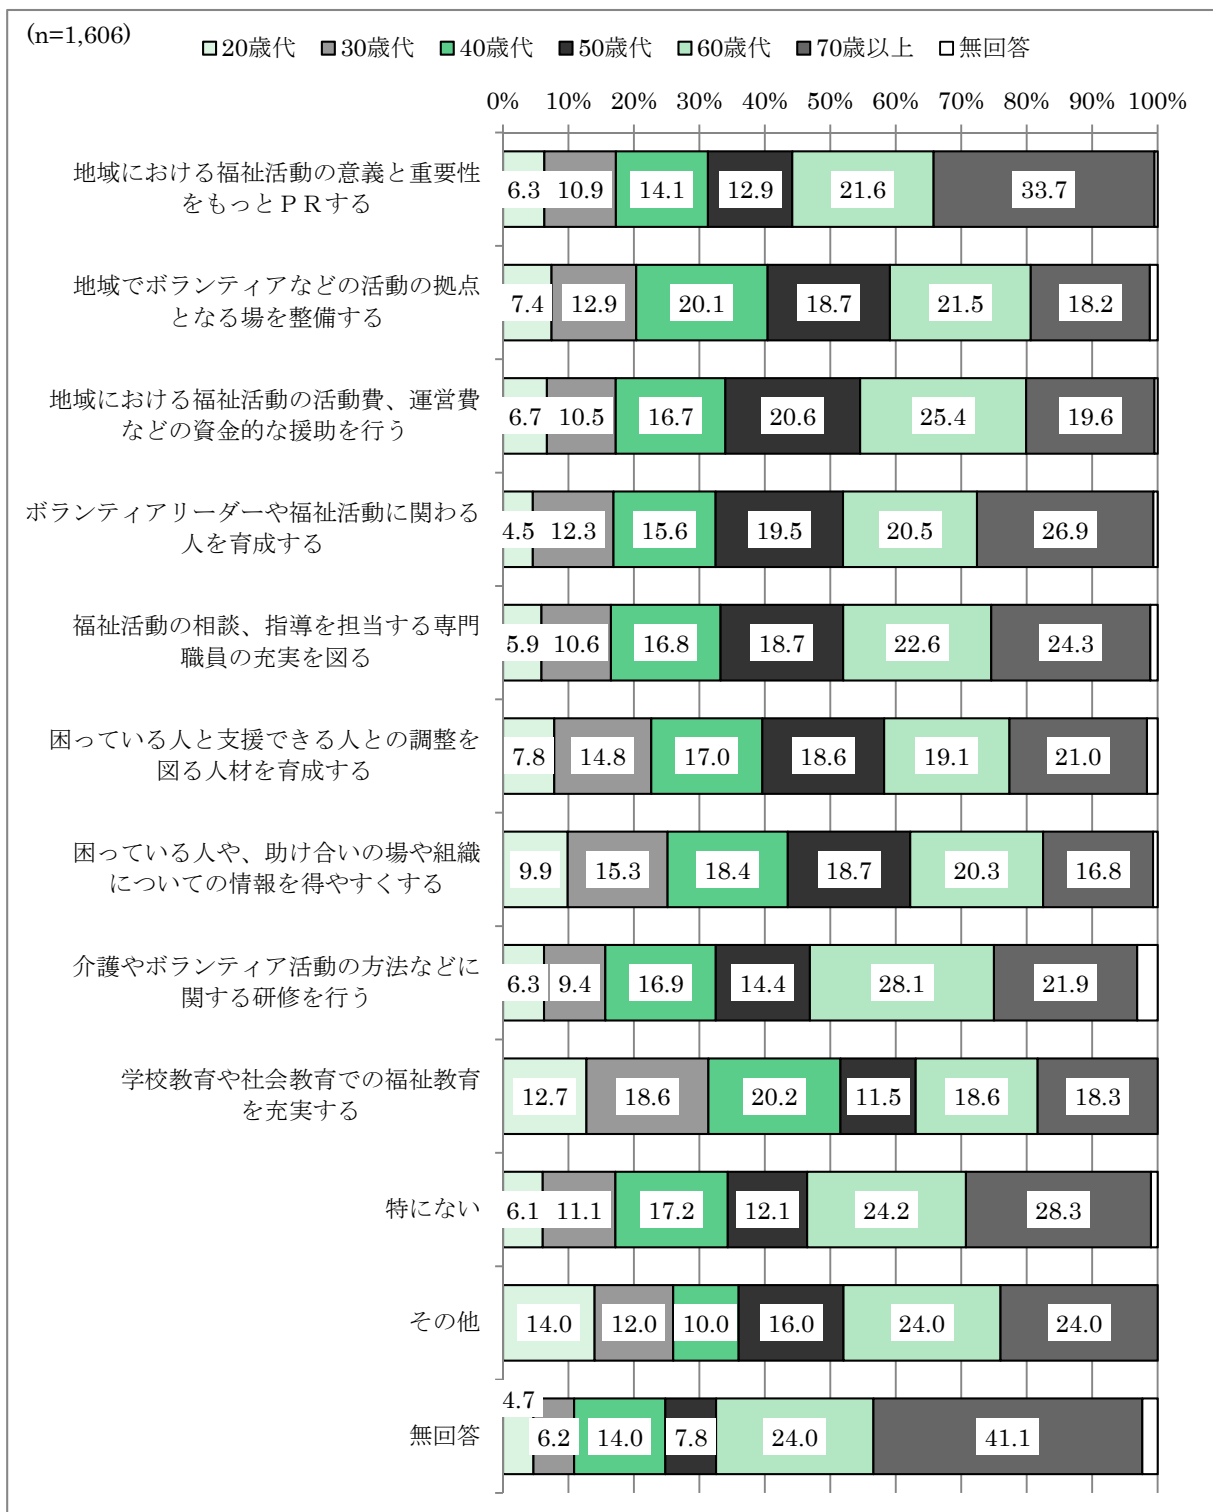 (n=1,606)
20歳代 30歳代 40歳代 50歳代 60歳代 70歳以上 無回答
0% 10% 20% 30% 40% 50% 60% 70% 80% 90% 100%
地域における福祉活動の意義と重要性
をもっとＰＲする
6.3 10.9 14.1 12.9 21.6 33.7
地域でボランティアなどの活動の拠点
となる場を整備する
7.4 12.9 20.1 18.7 21.5 18.2
地域における福祉活動の活動費、運営費
などの資金的な援助を行う
6.7 10.5 16.7 20.6 25.4 19.6
ボランティアリーダーや福祉活動に関わる
人を育成する
4.5 12.3 15.6 19.5 20.5 26.9
福祉活動の相談、指導を担当する専門
職員の充実を図る
5.9 10.6 16.8 18.7 22.6 24.3
困っている人と支援できる人との調整を
図る人材を育成する
7.8 14.8 17.0 18.6 19.1 21.0
困っている人や、助け合いの場や組織
についての情報を得やすくする
9.9 15.3 18.4 18.7 20.3 16.8
介護やボランティア活動の方法などに
関する研修を行う
6.3 9.4 16.9 14.4 28.1 21.9
学校教育や社会教育での福祉教育
を充実する
12.7 18.6 20.2 11.5 18.6 18.3
特にない
6.1 11.1 17.2 12.1 24.2 28.3
その他
14.0 12.0 10.0 16.0 24.0 24.0
無回答
4.7 6.2 14.0 7.8 24.0 41.1